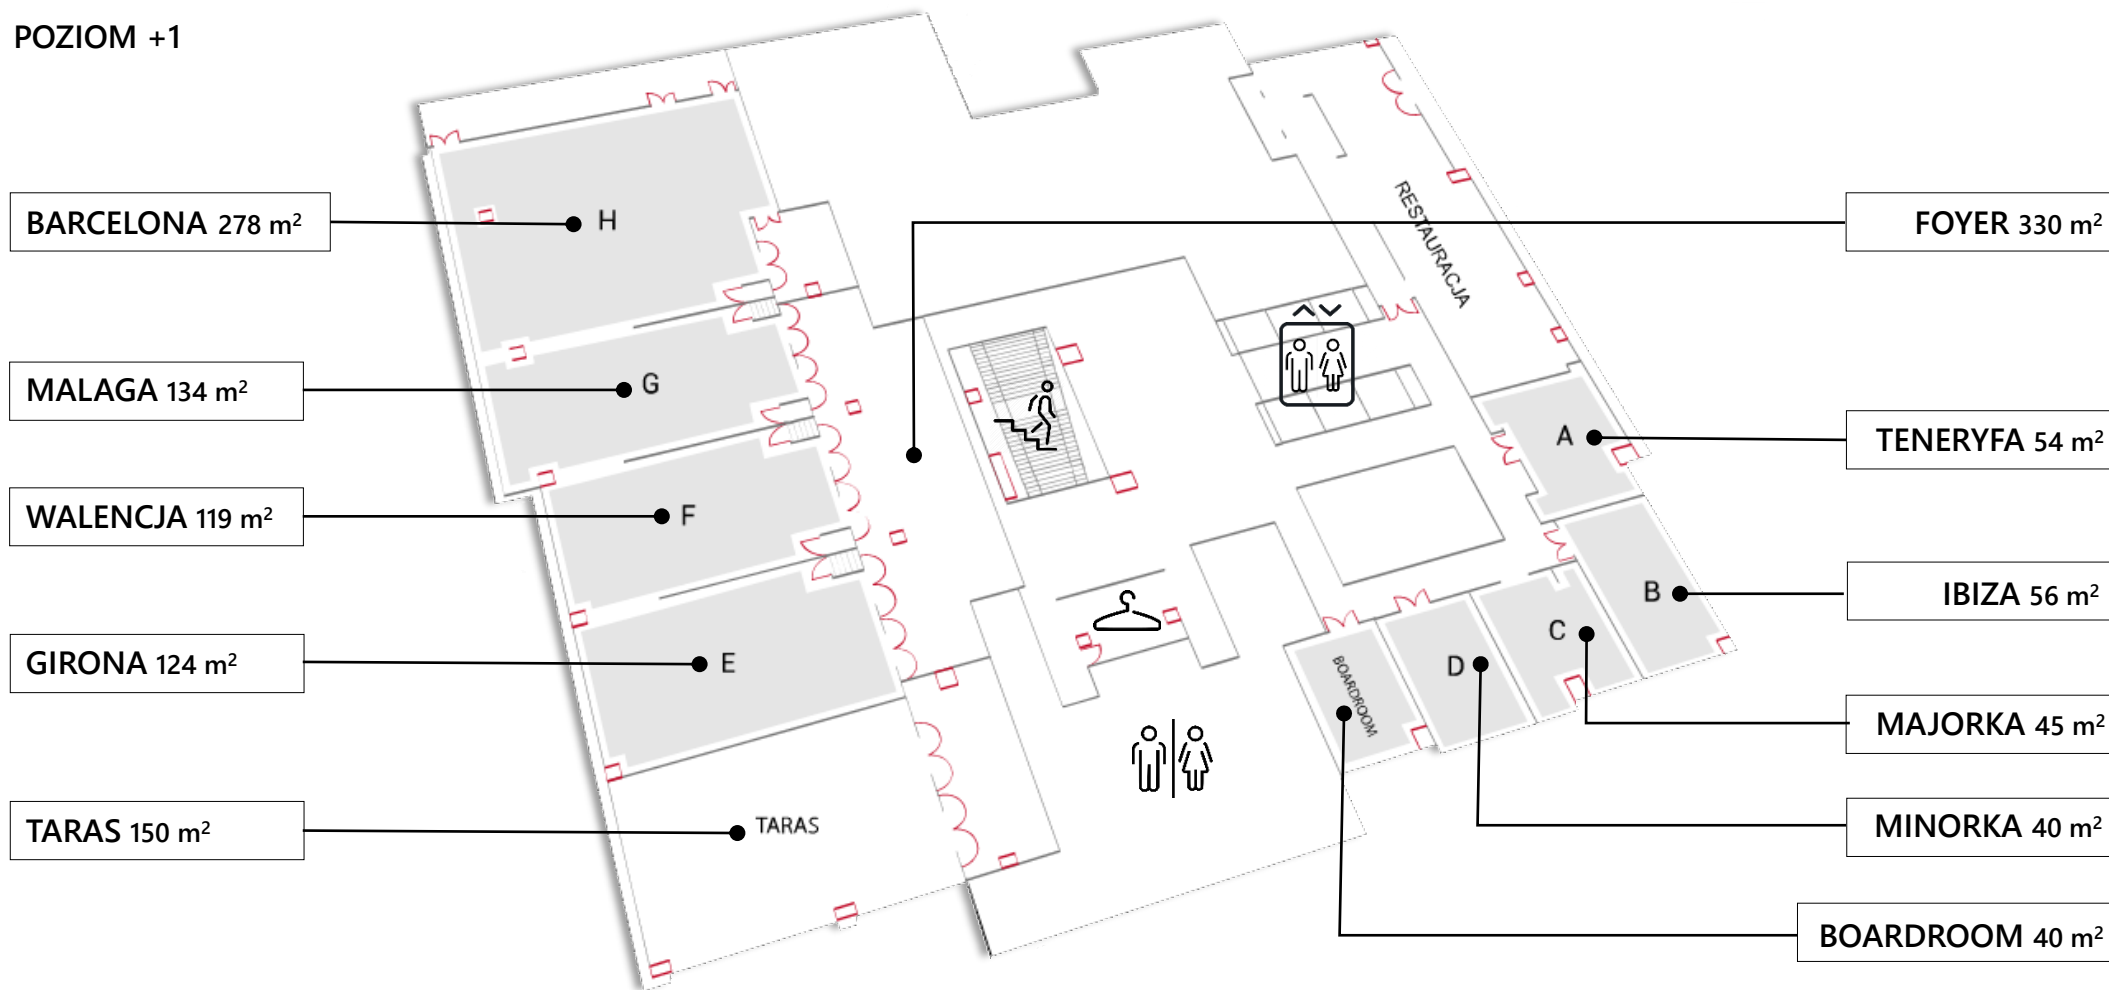 POZIOM +1
BARCELONA 278 m²
MALAGA 134 m²
WALENCJA 119 m²
GIRONA 124 m²
TARAS 150 m²
H
G
F
E
TARAS
RESTAURACJA
A
B
C
D
BOARDROOM
FOYER 330 m²
TENERYFA 54 m²
IBIZA 56 m²
MAJORKA 45 m²
MINORKA 40 m²
BOARDROOM 40 m²